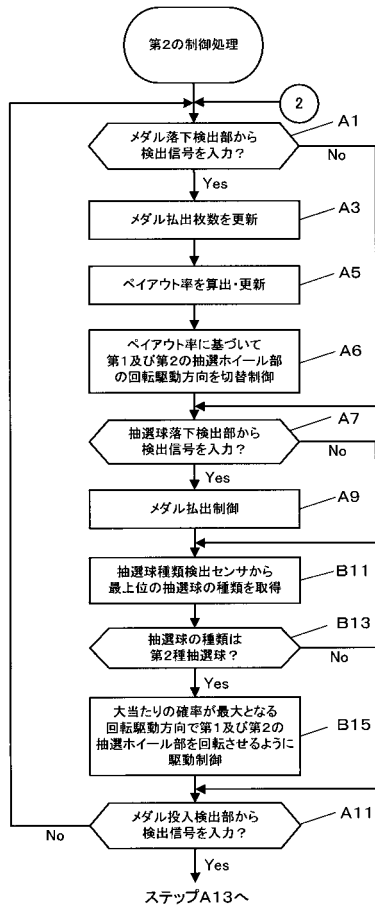 第2の制御処理
2
メダル落下検出部から
検出信号を入力？
A1
No
Yes
メダル払出枚数を更新
A3
ペイアウト率を算出・更新
A5
ペイアウト率に基づいて
第1及び第2の抽選ホイール部
の回転駆動方向を切替制御
A6
抽選球落下検出部から
検出信号を入力？
A7
No
Yes
メダル払出制御
A9
抽選球種類検出センサから
最上位の抽選球の種類を取得
B11
抽選球の種類は
第2種抽選球？
B13
No
Yes
大当たりの確率が最大となる
回転駆動方向で第1及び第2の
抽選ホイール部を回転させるように
駆動制御
B15
メダル投入検出部から
検出信号を入力？
A11
No
Yes
ステップA13へ